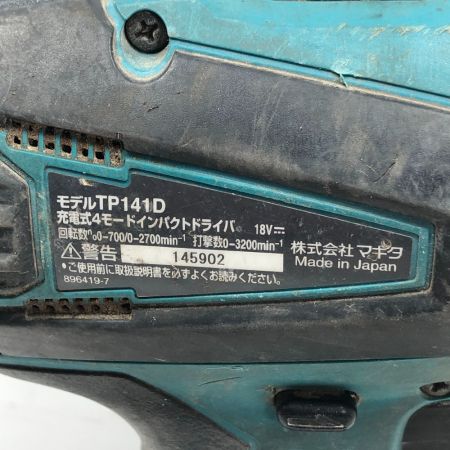 モデルTP141D
充電式4モードインパクトドライバ 18V⎓
回転数n₀0-700/0-2700min⁻¹ 打撃数0-3200min⁻¹
⚠警告 145902
•ご使用前に取扱説明書を必ずよくお読みください。
896419-7
株式会社 マキタ
Made in Japan